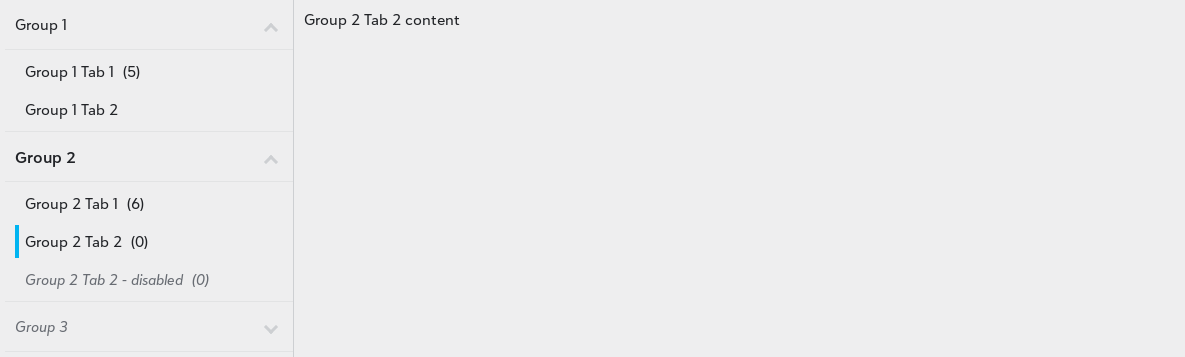 Group 1
Group 1 Tab 1 (5)
Group 1 Tab 2
Group 2
Group 2 Tab 1 (6)
Group 2 Tab 2 (0)
Group 2 Tab 2 - disabled (0)
Group 3
Group 2 Tab 2 content